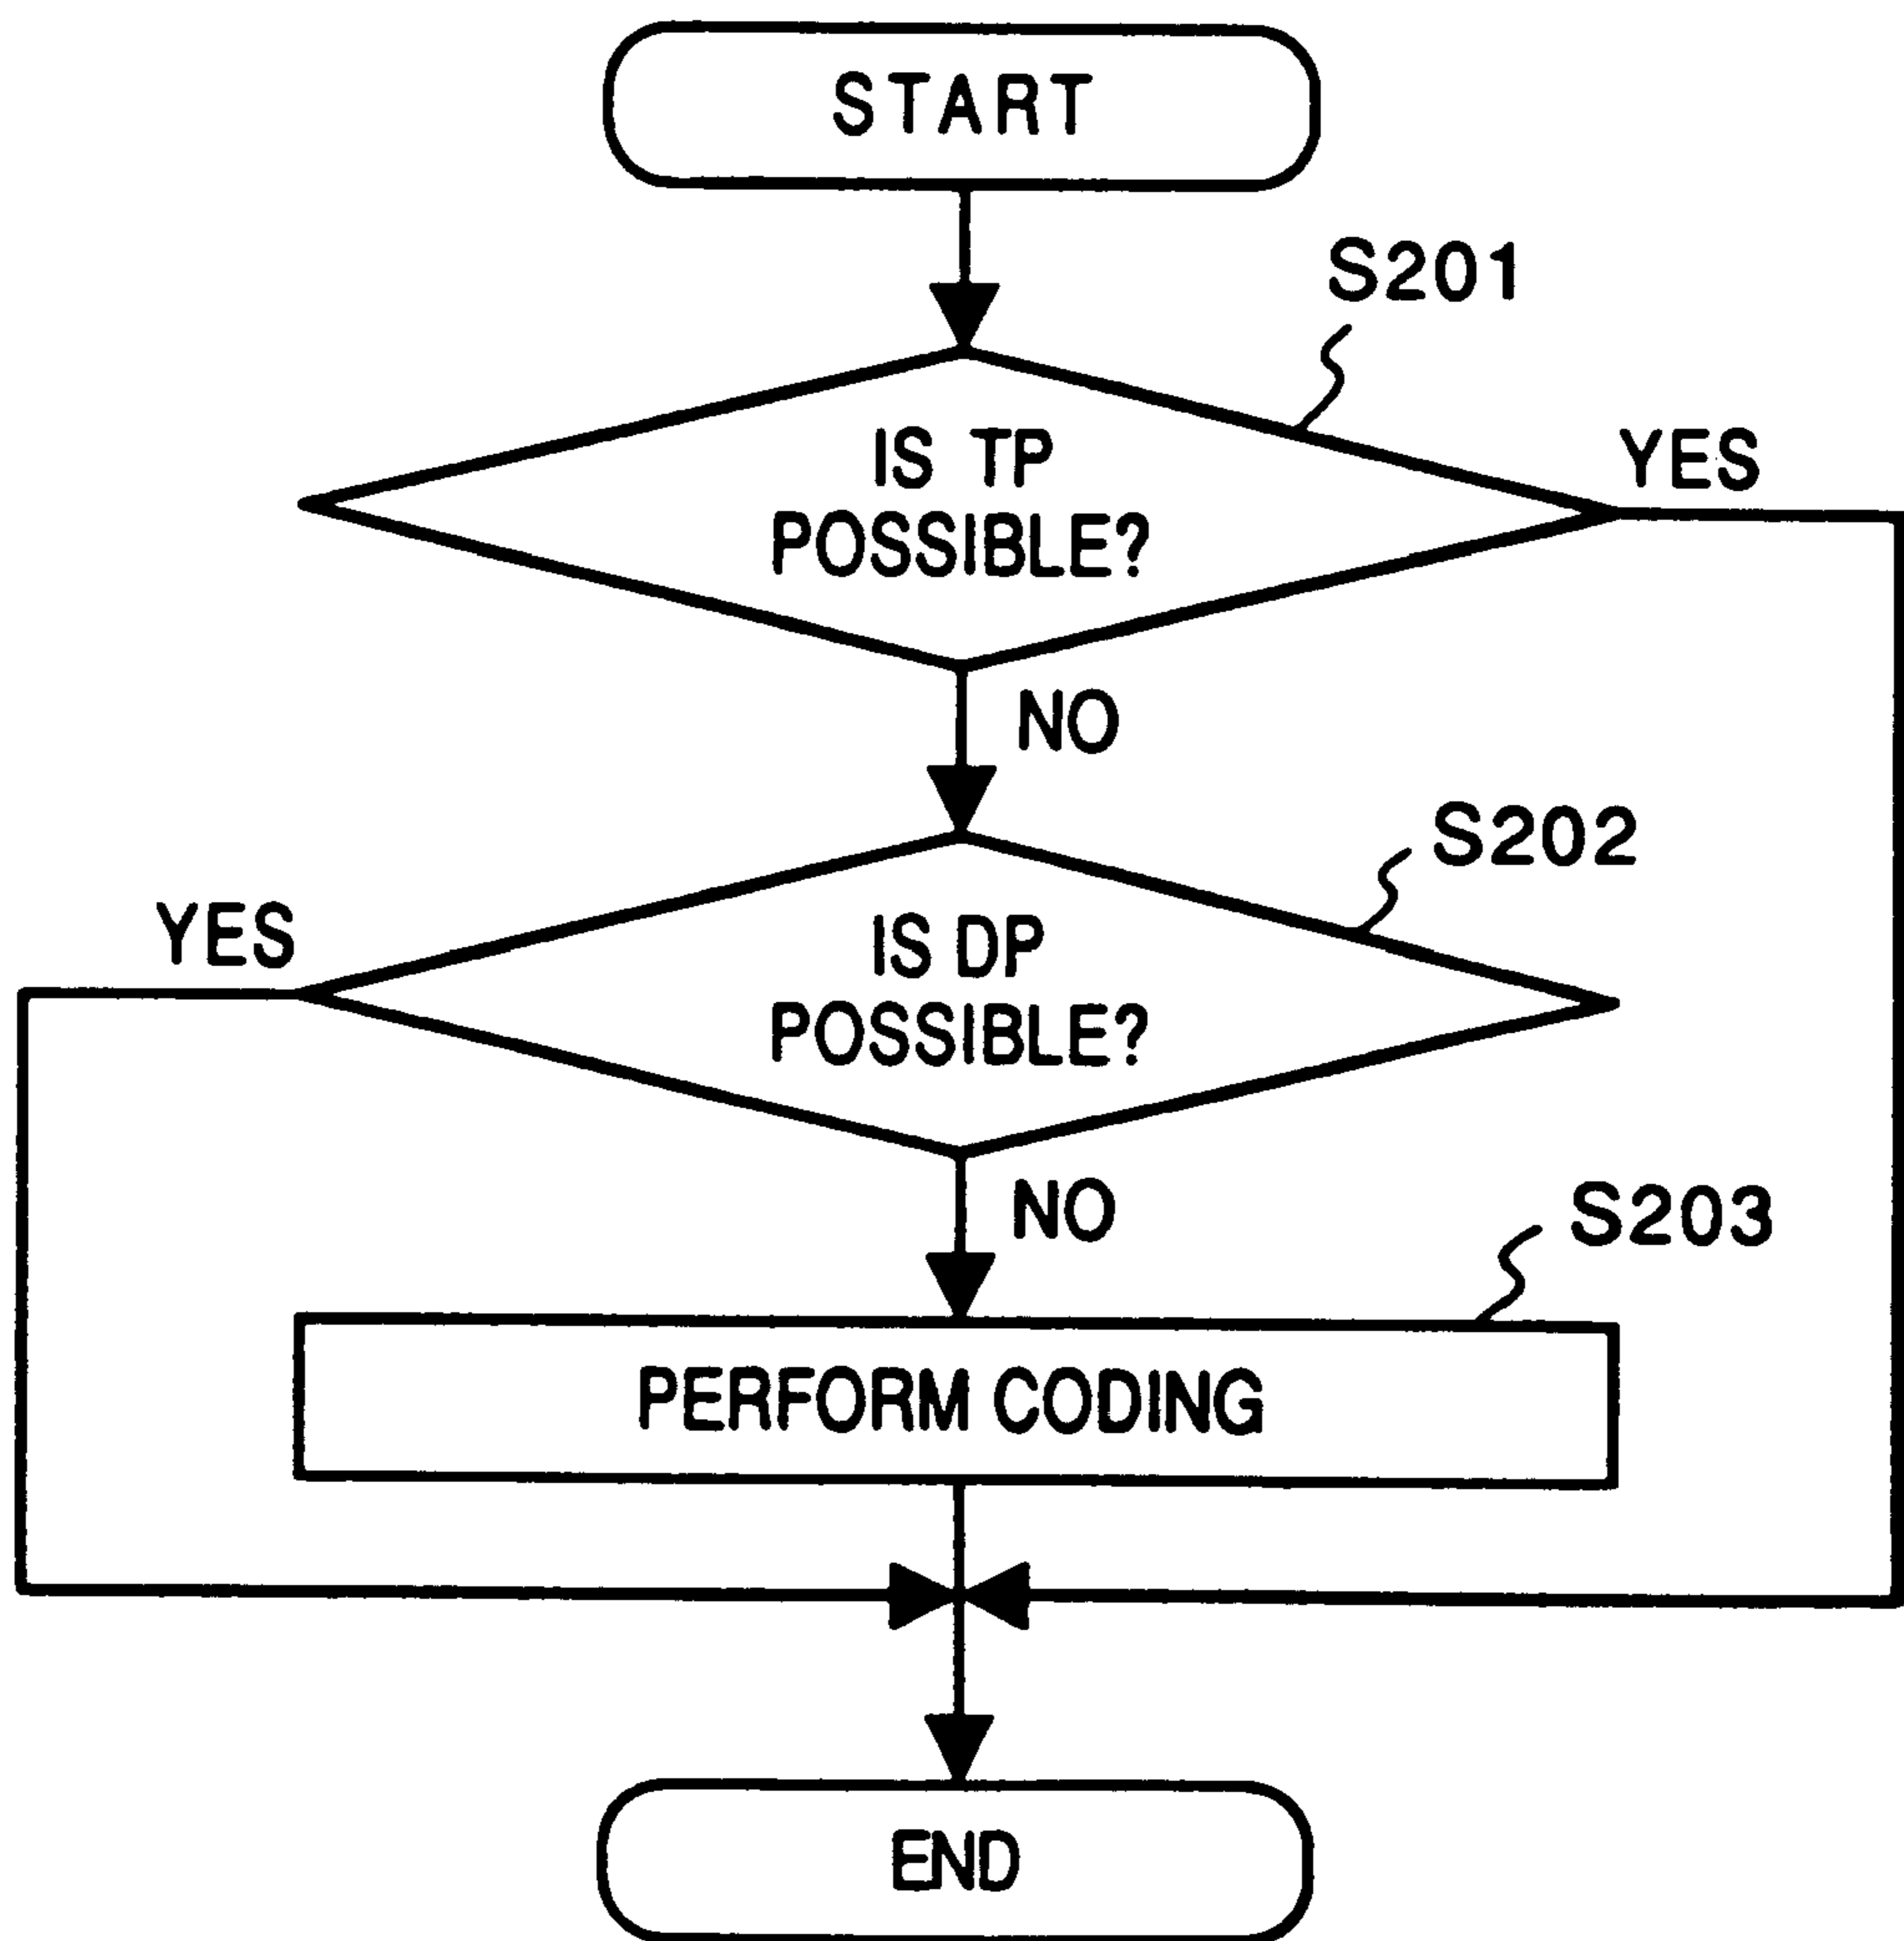 START
S201
IS TP
POSSIBLE?
YES
NO
S202
YES
IS DP
POSSIBLE?
NO
S203
PERFORM CODING
END